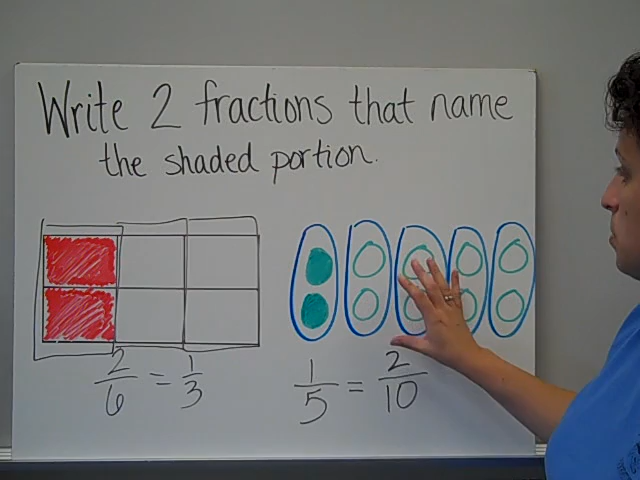 Write 2 fractions that name
the shaded portion.
2/6 = 1/3
1/5 = 2/10